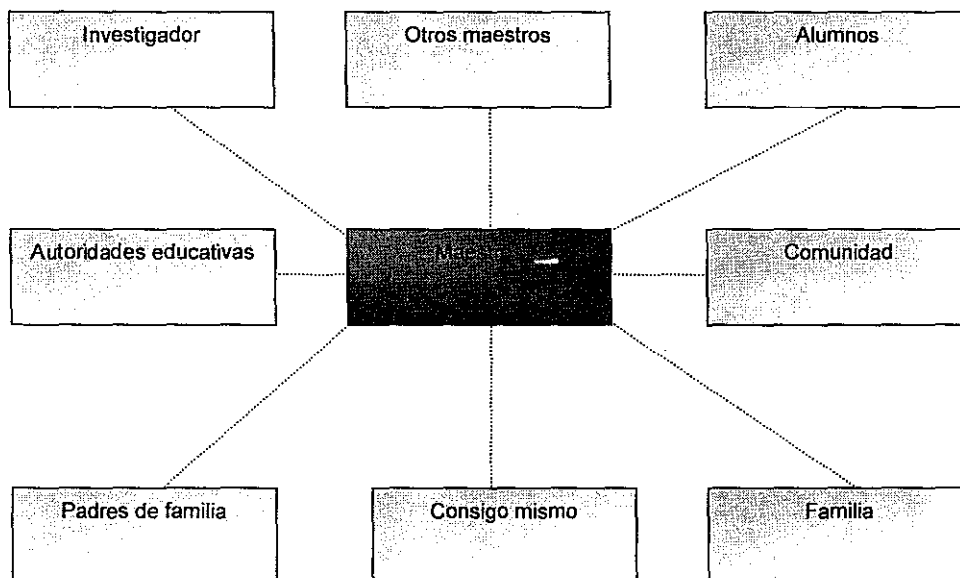 Investigador
Otros maestros
Alumnos
Autoridades educativas
Comunidad
Padres de familia
Consigo mismo
Familia